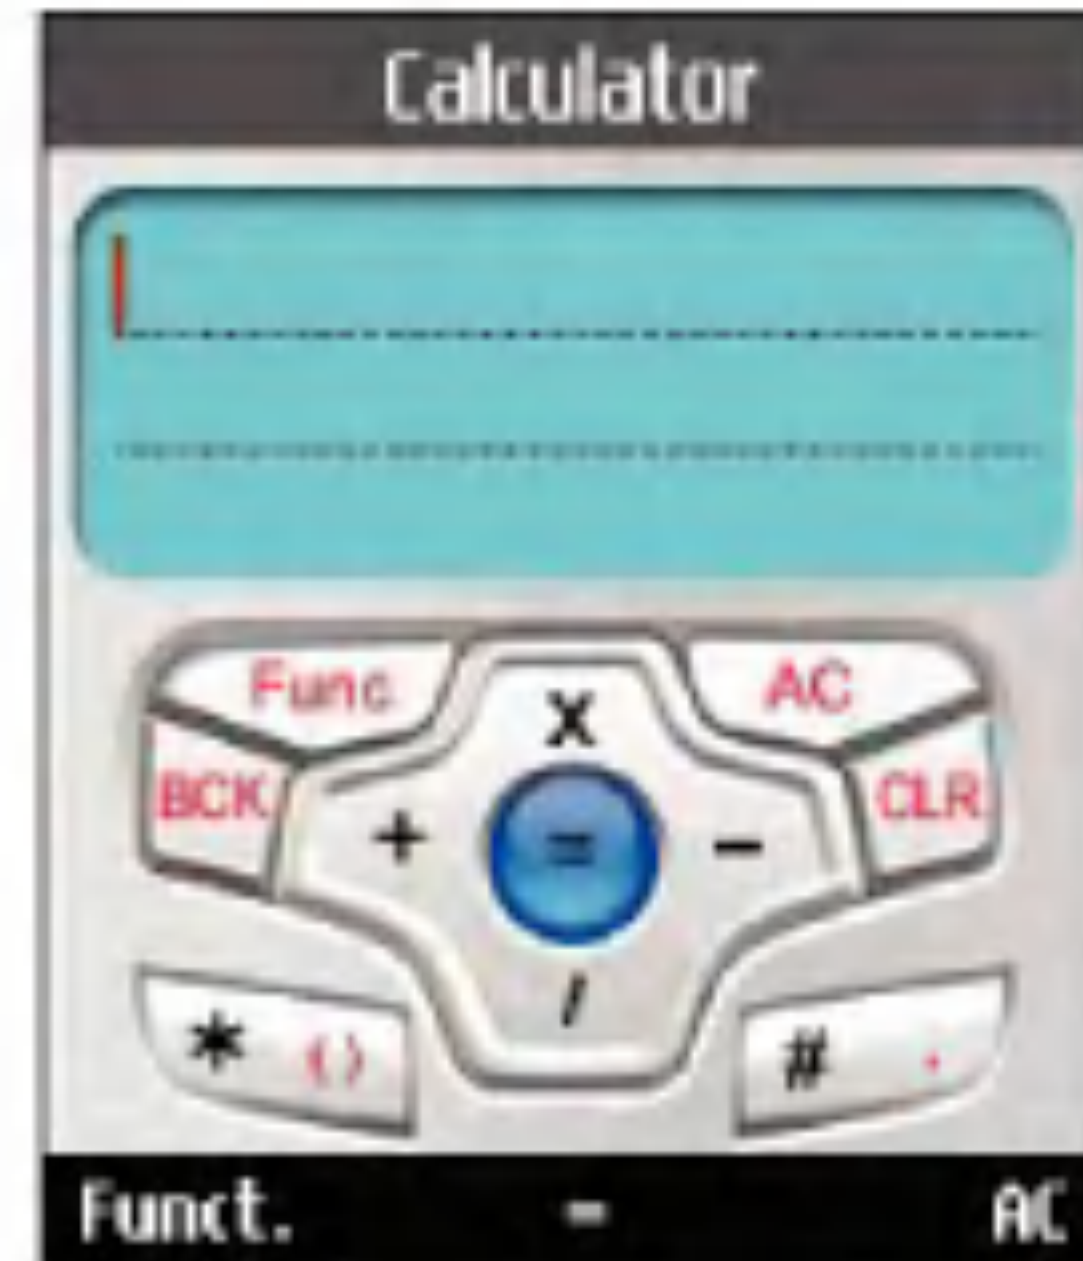 Calculator
Func AC
X
BCK CLR
+ = -
/
* () # .
Funct. = AC